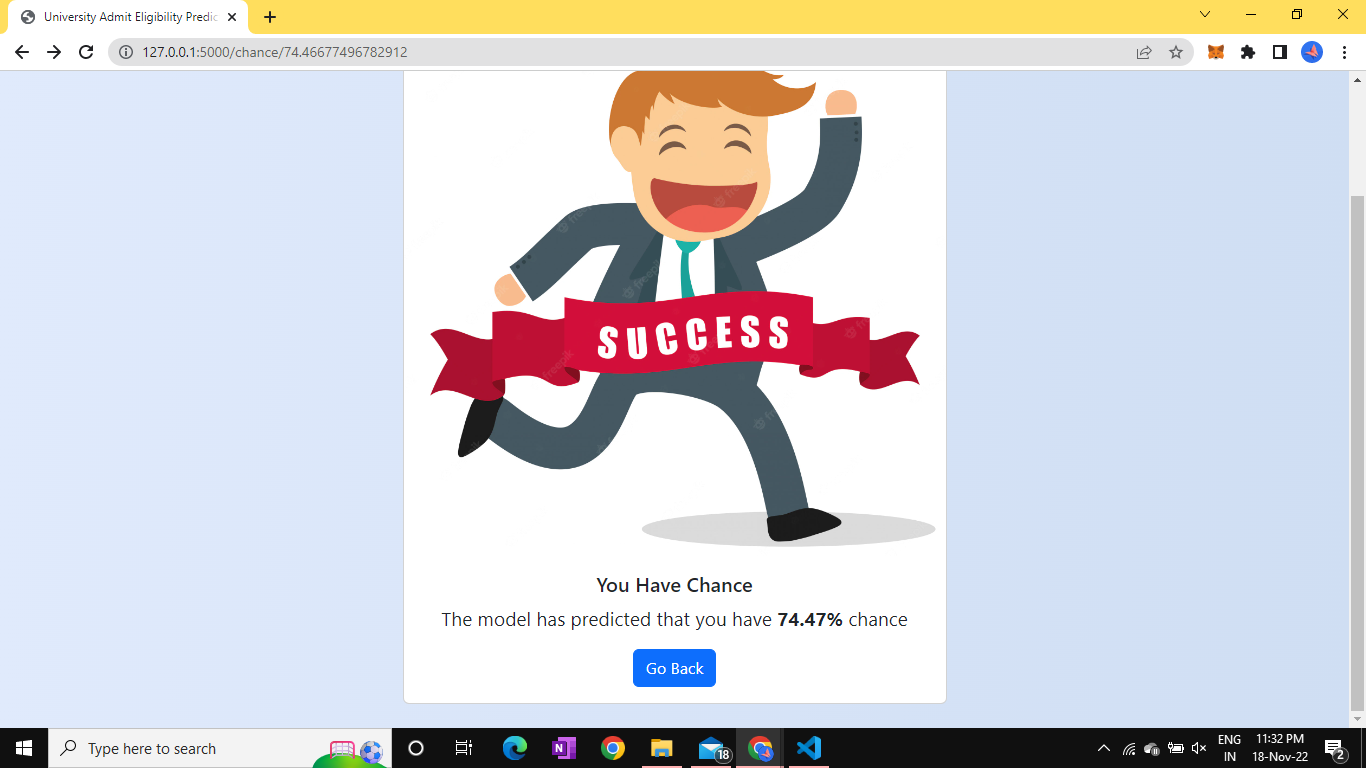 University Admit Eligibility Predic
127.0.0.1:5000/chance/74.46677496782912
SUCCESS
You Have Chance
The model has predicted that you have 74.47% chance
Go Back
Type here to search
18
ENG
IN
11:32 PM
18-Nov-22
2